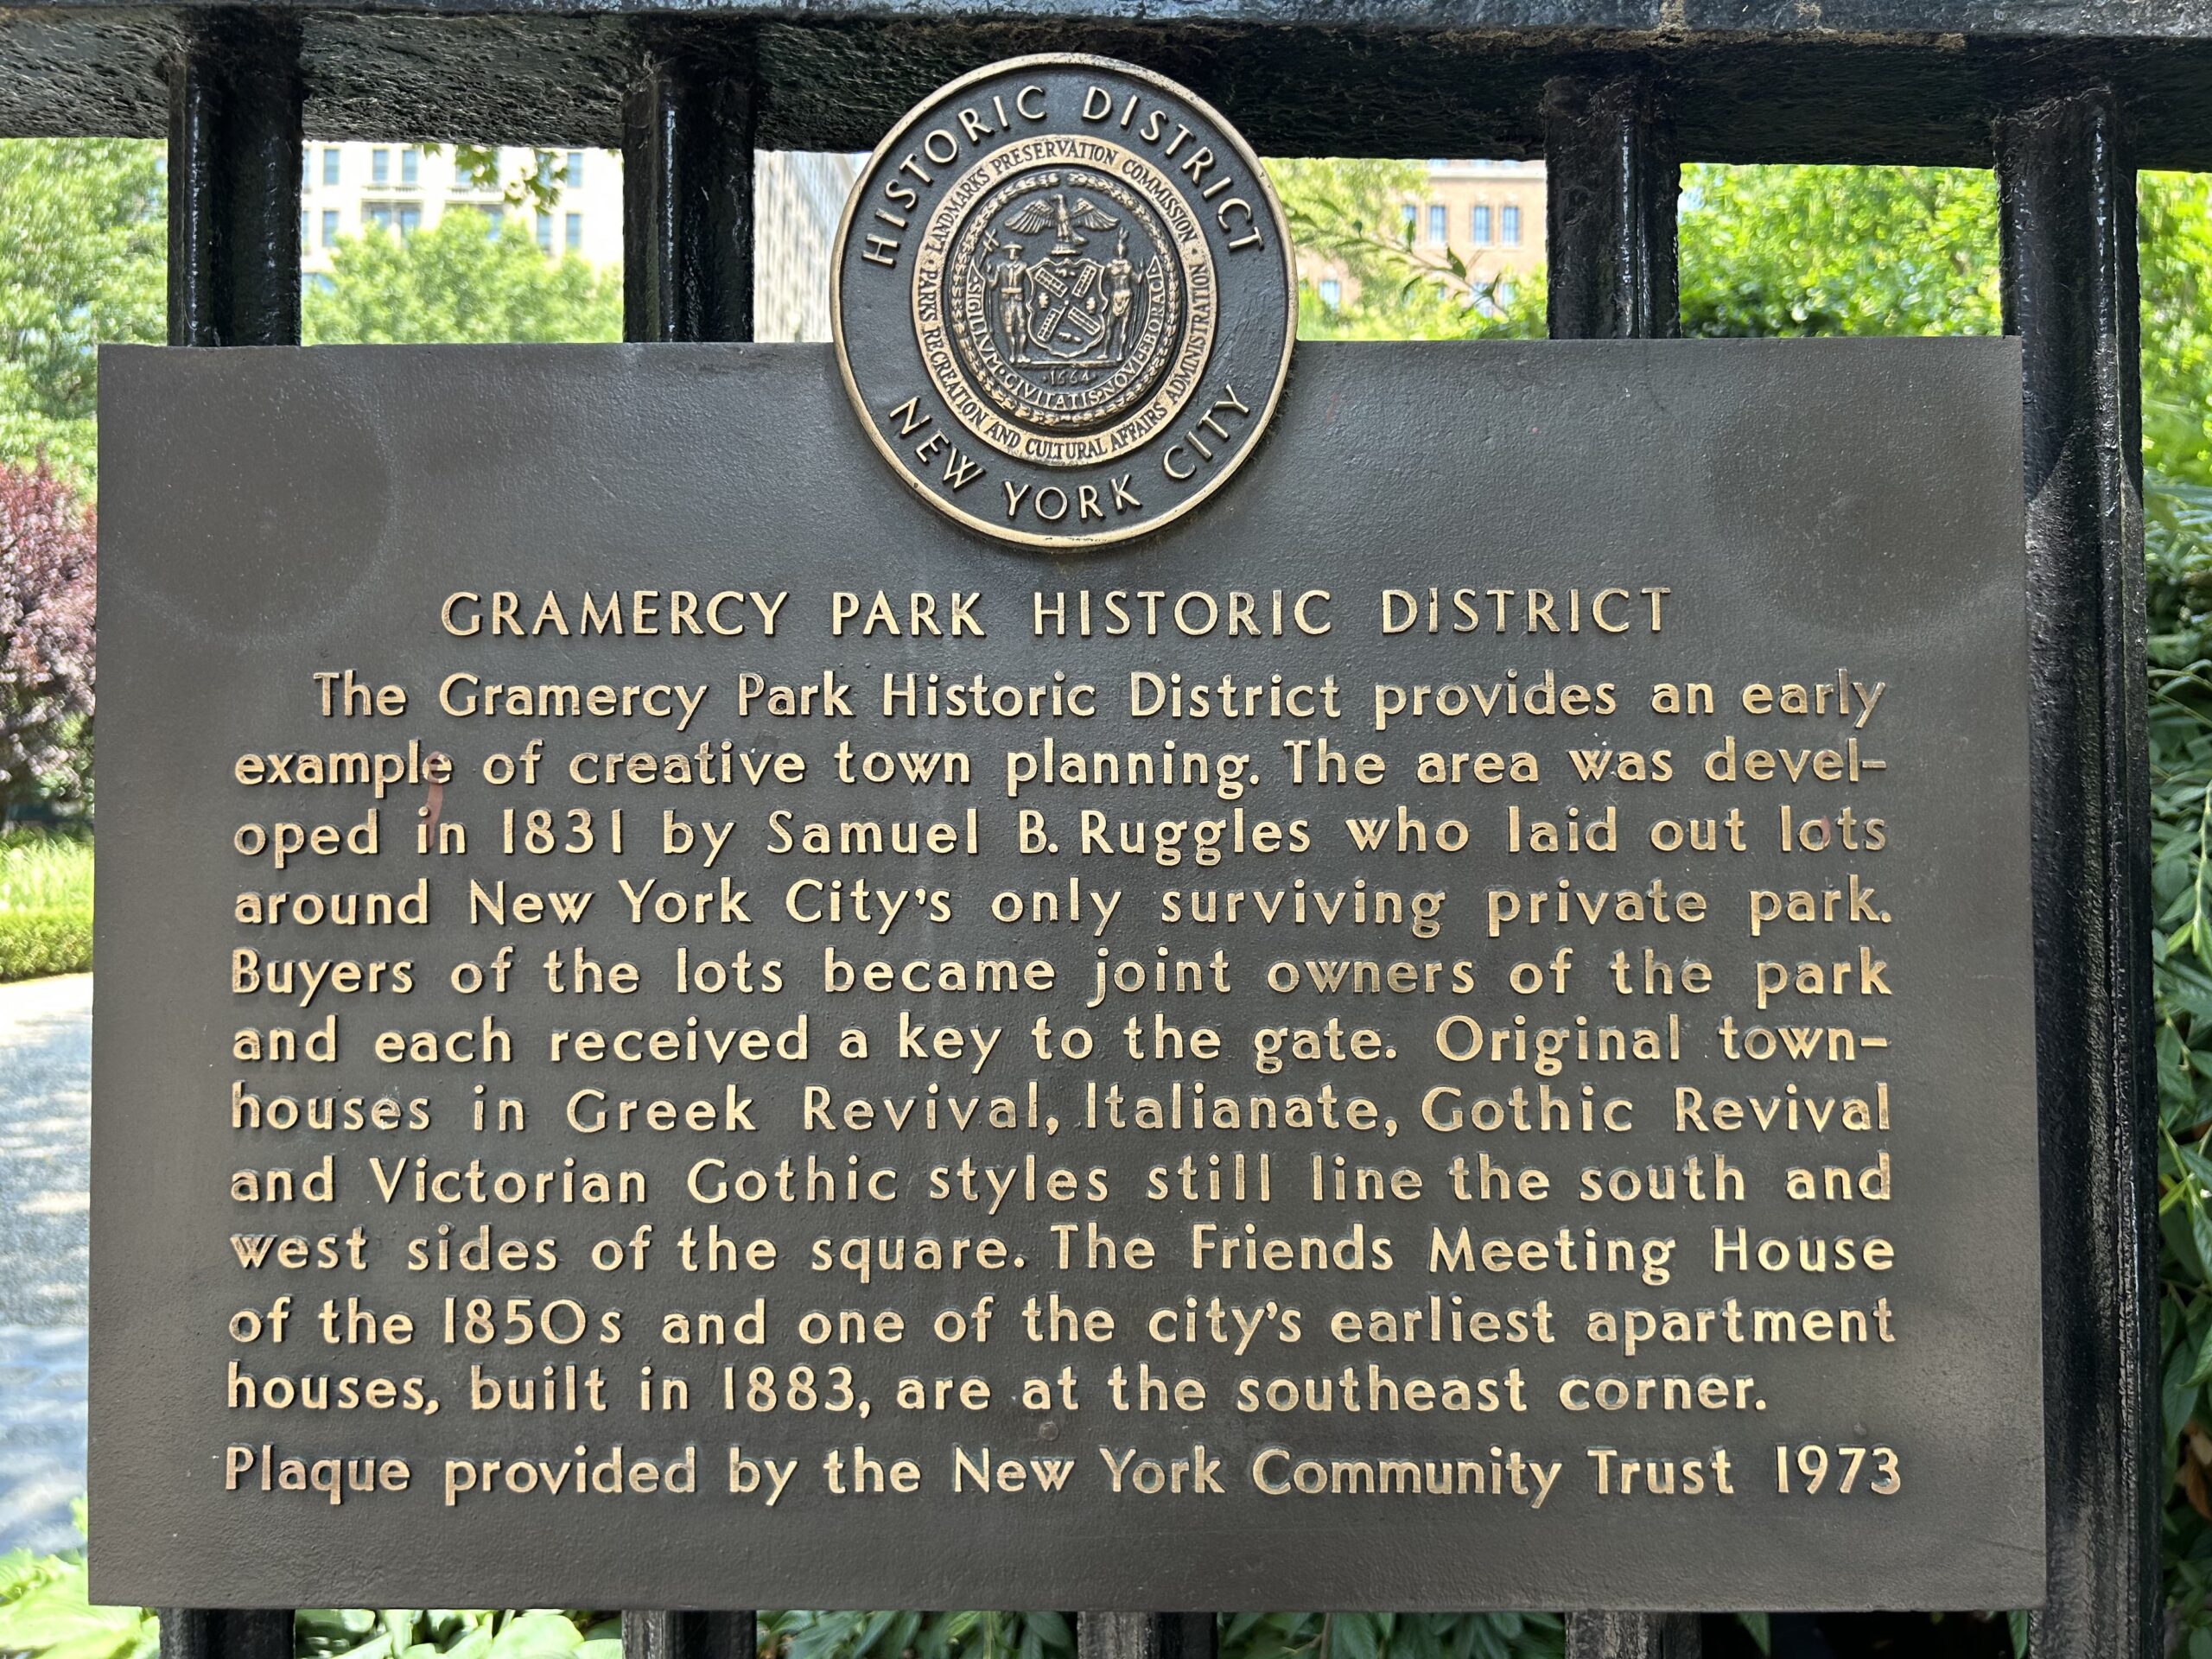 HISTORIC DISTRICT
LANDMARKS PRESERVATION COMMISSION
PARKS RECREATION AND CULTURAL AFFAIRS ADMINISTRATION
SIGILLVM·CIVITATIS·NOVI·EBORACI
·1664·
NEW YORK CITY
GRAMERCY PARK HISTORIC DISTRICT
The Gramercy Park Historic District provides an early
example of creative town planning. The area was devel-
oped in 1831 by Samuel B. Ruggles who laid out lots
around New York City's only surviving private park.
Buyers of the lots became joint owners of the park
and each received a key to the gate. Original town-
houses in Greek Revival, Italianate, Gothic Revival
and Victorian Gothic styles still line the south and
west sides of the square. The Friends Meeting House
of the 1850s and one of the city's earliest apartment
houses, built in 1883, are at the southeast corner.
Plaque provided by the New York Community Trust 1973